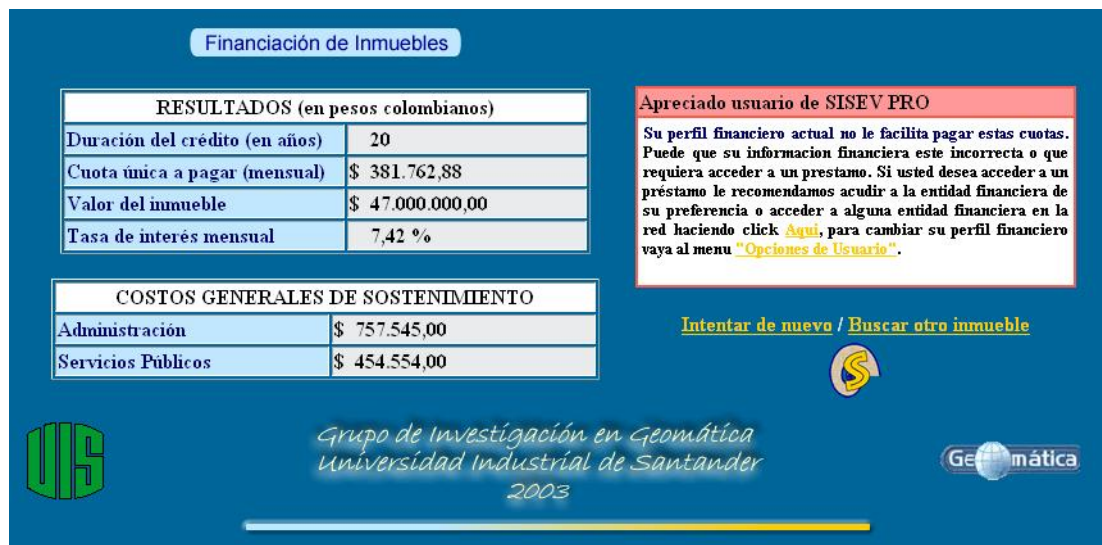 Financiación de Inmuebles
RESULTADOS (en pesos colombianos)
Duración del crédito (en años) 20
Cuota única a pagar (mensual) $ 381.762,88
Valor del inmueble $ 47.000.000,00
Tasa de interés mensual 7,42 %
COSTOS GENERALES DE SOSTENIMIENTO
Administración $ 757.545,00
Servicios Públicos $ 454.554,00
Apreciado usuario de SISEV PRO
Su perfil financiero actual no le facilita pagar estas cuotas.
Puede que su informacion financiera este incorrecta o que
requiera acceder a un prestamo. Si usted desea acceder a un
préstamo le recomendamos acudir a la entidad financiera de
su preferencia o acceder a alguna entidad financiera en la
red haciendo click Aqui, para cambiar su perfil financiero
vaya al menu "Opciones de Usuario".
Intentar de nuevo / Buscar otro inmueble
UIS
Grupo de Investigación en Geomática
Universidad Industrial de Santander
2003
Geomática